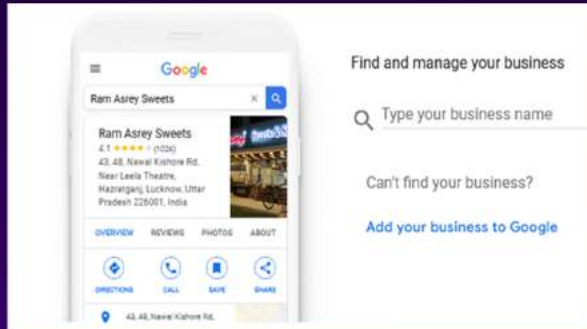 Google
Ram Asrey Sweets
Ram Asrey Sweets
4.1 ★★★★★ (1026)
43, 48, Nawal Kishore Rd,
Near Leela Theatre,
Hazratganj, Lucknow, Uttar
Pradesh 226001, India
OVERVIEW REVIEWS PHOTOS ABOUT
DIRECTIONS CALL SAVE SHARE
43, 48, Nawal Kishore Rd,
Find and manage your business
Type your business name
Can't find your business?
Add your business to Google